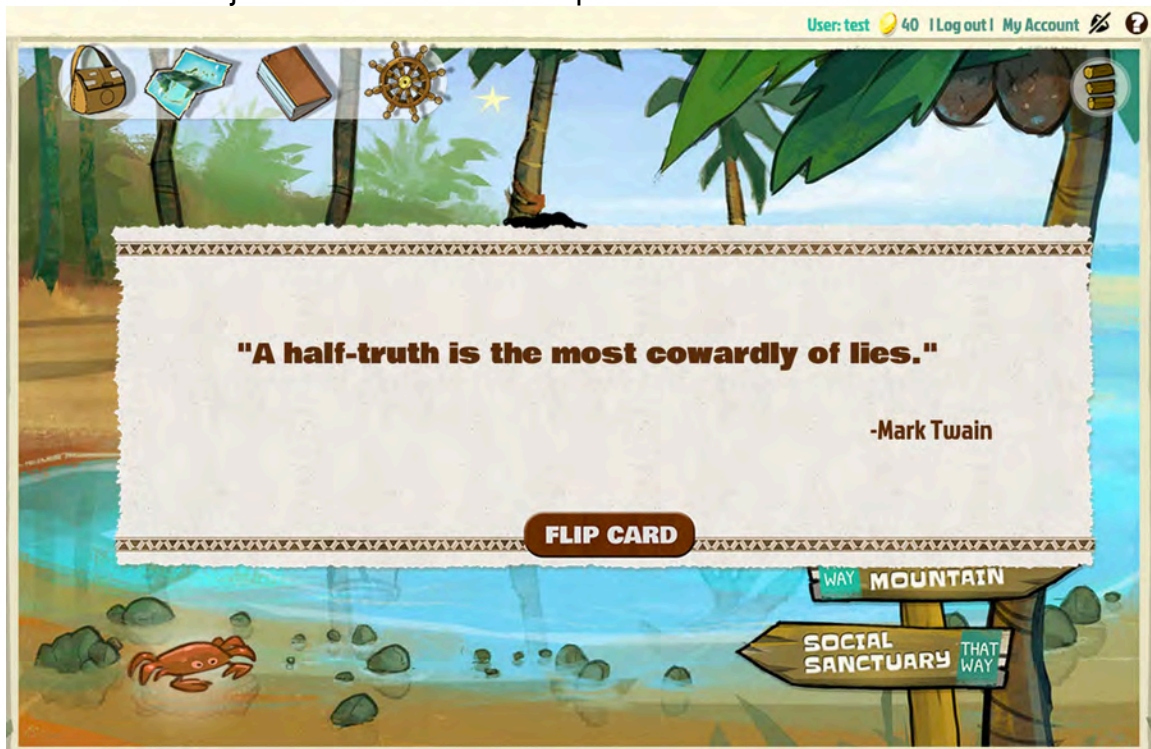 User: test 40 | Log out | My Account
"A half-truth is the most cowardly of lies."
-Mark Twain
FLIP CARD
WAY MOUNTAIN
SOCIAL
SANCTUARY
THAT
WAY